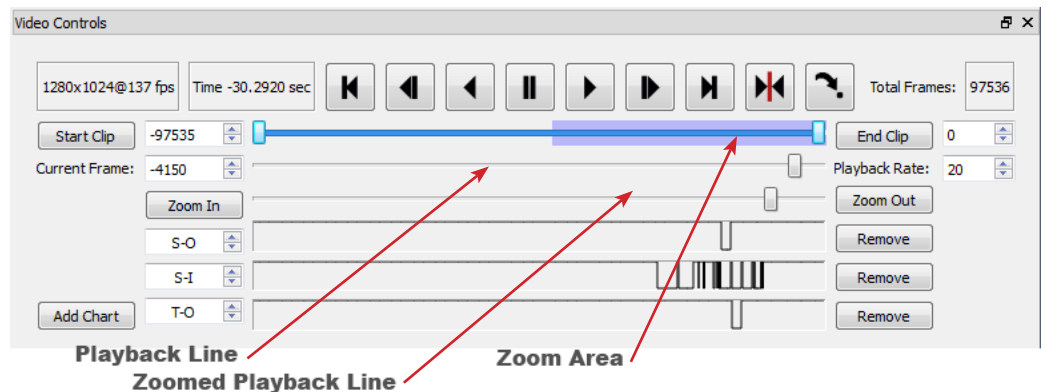 Video Controls
1280x1024@137 fps Time -30.2920 sec Total Frames: 97536
Start Clip -97535 End Clip 0
Current Frame: -4150 Playback Rate: 20
Zoom In Zoom Out
S-O Remove
S-I Remove
Add Chart T-O Remove
Playback Line Zoom Area
Zoomed Playback Line